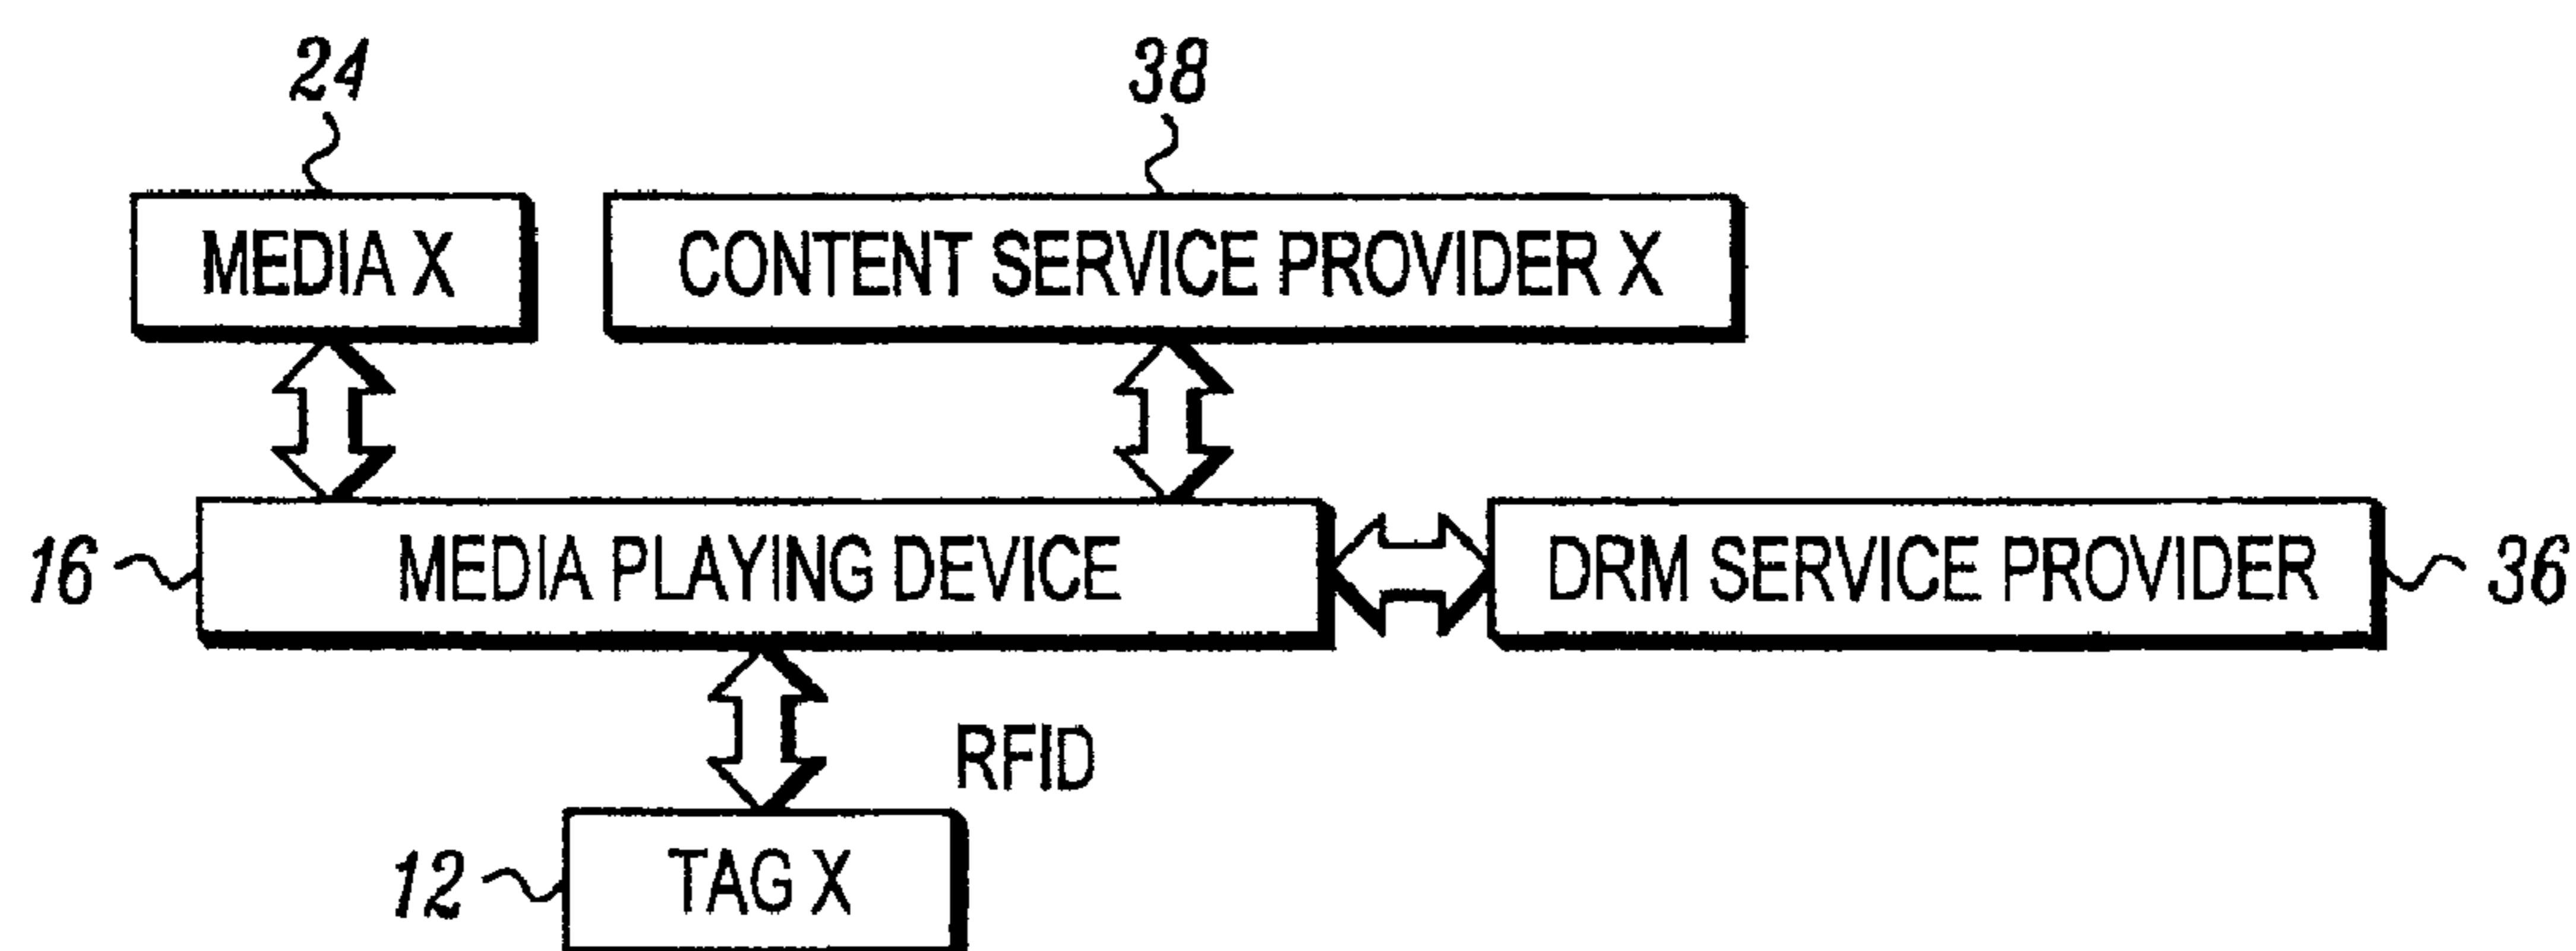 24 38
MEDIA X CONTENT SERVICE PROVIDER X
16 MEDIA PLAYING DEVICE DRM SERVICE PROVIDER 36
RFID
12 TAG X